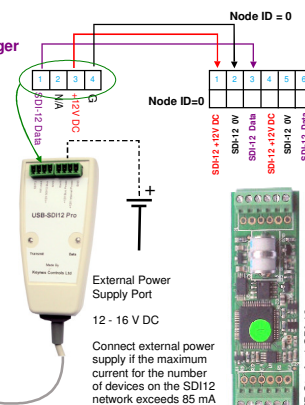 Node ID = 0
ger
1 2 3 4
1 2 3 4 5 6
SDI-12 Data
N/A
+12V DC
G
Node ID=0
SDI-12 +12V DC
SDI-12 0V
SDI-12 Data
SDI-12 +12V DC
SDI-12 0V
SDI-12 Data
USB-SDI12 Pro
+
External Power
Supply Port
12 - 16 V DC
Connect external power
supply if the maximum
current for the number
of devices on the SDI12
network exceeds 85 mA